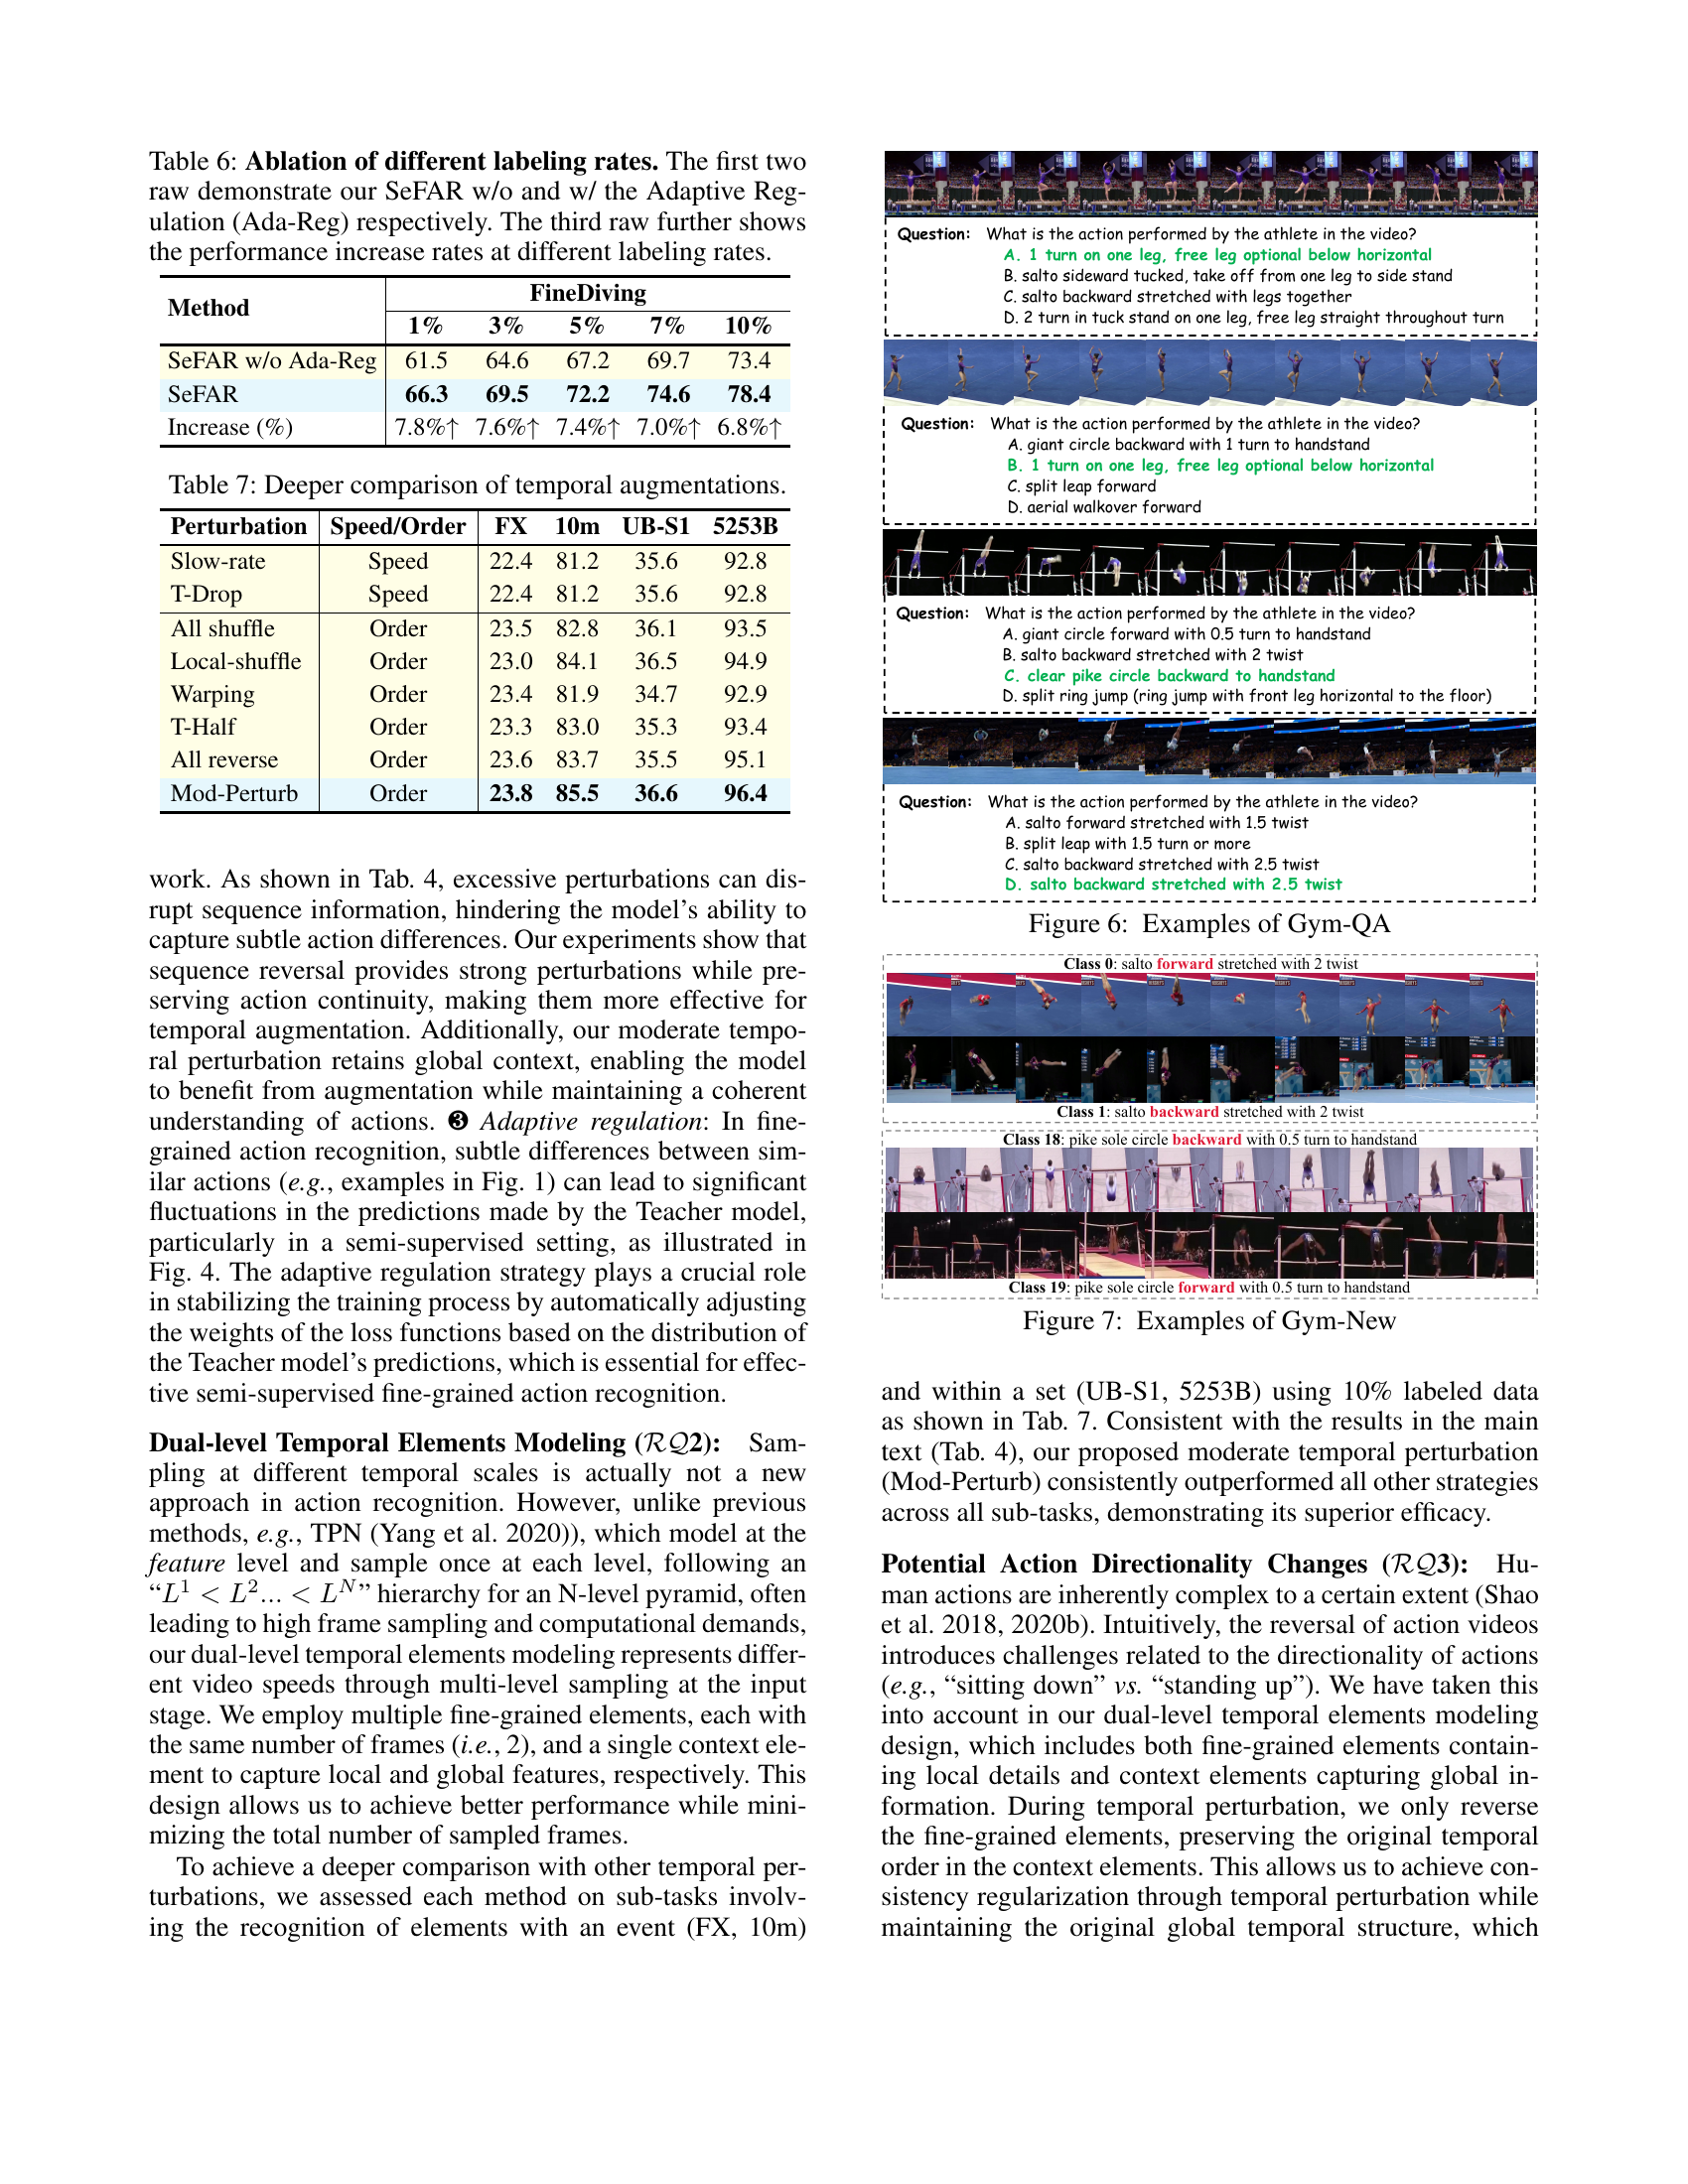 Table 6: Ablation of different labeling rates. The first two
raw demonstrate our SeFAR w/o and w/ the Adaptive Reg-
ulation (Ada-Reg) respectively. The third raw further shows
the performance increase rates at different labeling rates.
Method FineDiving
1% 3% 5% 7% 10%
SeFAR w/o Ada-Reg 61.5 64.6 67.2 69.7 73.4
SeFAR 66.3 69.5 72.2 74.6 78.4
Increase (%) 7.8%↑ 7.6%↑ 7.4%↑ 7.0%↑ 6.8%↑
Table 7: Deeper comparison of temporal augmentations.
Perturbation Speed/Order FX 10m UB-S1 5253B
Slow-rate Speed 22.4 81.2 35.6 92.8
T-Drop Speed 22.4 81.2 35.6 92.8
All shuffle Order 23.5 82.8 36.1 93.5
Local-shuffle Order 23.0 84.1 36.5 94.9
Warping Order 23.4 81.9 34.7 92.9
T-Half Order 23.3 83.0 35.3 93.4
All reverse Order 23.6 83.7 35.5 95.1
Mod-Perturb Order 23.8 85.5 36.6 96.4
work. As shown in Tab. 4, excessive perturbations can dis-
rupt sequence information, hindering the model's ability to
capture subtle action differences. Our experiments show that
sequence reversal provides strong perturbations while pre-
serving action continuity, making them more effective for
temporal augmentation. Additionally, our moderate tempo-
ral perturbation retains global context, enabling the model
to benefit from augmentation while maintaining a coherent
understanding of actions. ❸ Adaptive regulation: In fine-
grained action recognition, subtle differences between sim-
ilar actions (e.g., examples in Fig. 1) can lead to significant
fluctuations in the predictions made by the Teacher model,
particularly in a semi-supervised setting, as illustrated in
Fig. 4. The adaptive regulation strategy plays a crucial role
in stabilizing the training process by automatically adjusting
the weights of the loss functions based on the distribution of
the Teacher model's predictions, which is essential for effec-
tive semi-supervised fine-grained action recognition.
Dual-level Temporal Elements Modeling (RQ2): Sam-
pling at different temporal scales is actually not a new
approach in action recognition. However, unlike previous
methods, e.g., TPN (Yang et al. 2020)), which model at the
feature level and sample once at each level, following an
“L¹ < L²... < Lᴺ” hierarchy for an N-level pyramid, often
leading to high frame sampling and computational demands,
our dual-level temporal elements modeling represents differ-
ent video speeds through multi-level sampling at the input
stage. We employ multiple fine-grained elements, each with
the same number of frames (i.e., 2), and a single context ele-
ment to capture local and global features, respectively. This
design allows us to achieve better performance while mini-
mizing the total number of sampled frames.
To achieve a deeper comparison with other temporal per-
turbations, we assessed each method on sub-tasks involv-
ing the recognition of elements with an event (FX, 10m)
Question: What is the action performed by the athlete in the video?
A. 1 turn on one leg, free leg optional below horizontal
B. salto sideward tucked, take off from one leg to side stand
C. salto backward stretched with legs together
D. 2 turn in tuck stand on one leg, free leg straight throughout turn
Question: What is the action performed by the athlete in the video?
A. giant circle backward with 1 turn to handstand
B. 1 turn on one leg, free leg optional below horizontal
C. split leap forward
D. aerial walkover forward
Question: What is the action performed by the athlete in the video?
A. giant circle forward with 0.5 turn to handstand
B. salto backward stretched with 2 twist
C. clear pike circle backward to handstand
D. split ring jump (ring jump with front leg horizontal to the floor)
Question: What is the action performed by the athlete in the video?
A. salto forward stretched with 1.5 twist
B. split leap with 1.5 turn or more
C. salto backward stretched with 2.5 twist
D. salto backward stretched with 2.5 twist
Figure 6: Examples of Gym-QA
Class 0: salto forward stretched with 2 twist
Class 1: salto backward stretched with 2 twist
Class 18: pike sole circle backward with 0.5 turn to handstand
Class 19: pike sole circle forward with 0.5 turn to handstand
Figure 7: Examples of Gym-New
and within a set (UB-S1, 5253B) using 10% labeled data
as shown in Tab. 7. Consistent with the results in the main
text (Tab. 4), our proposed moderate temporal perturbation
(Mod-Perturb) consistently outperformed all other strategies
across all sub-tasks, demonstrating its superior efficacy.
Potential Action Directionality Changes (RQ3): Hu-
man actions are inherently complex to a certain extent (Shao
et al. 2018, 2020b). Intuitively, the reversal of action videos
introduces challenges related to the directionality of actions
(e.g., “sitting down” vs. “standing up”). We have taken this
into account in our dual-level temporal elements modeling
design, which includes both fine-grained elements contain-
ing local details and context elements capturing global in-
formation. During temporal perturbation, we only reverse
the fine-grained elements, preserving the original temporal
order in the context elements. This allows us to achieve con-
sistency regularization through temporal perturbation while
maintaining the original global temporal structure, which